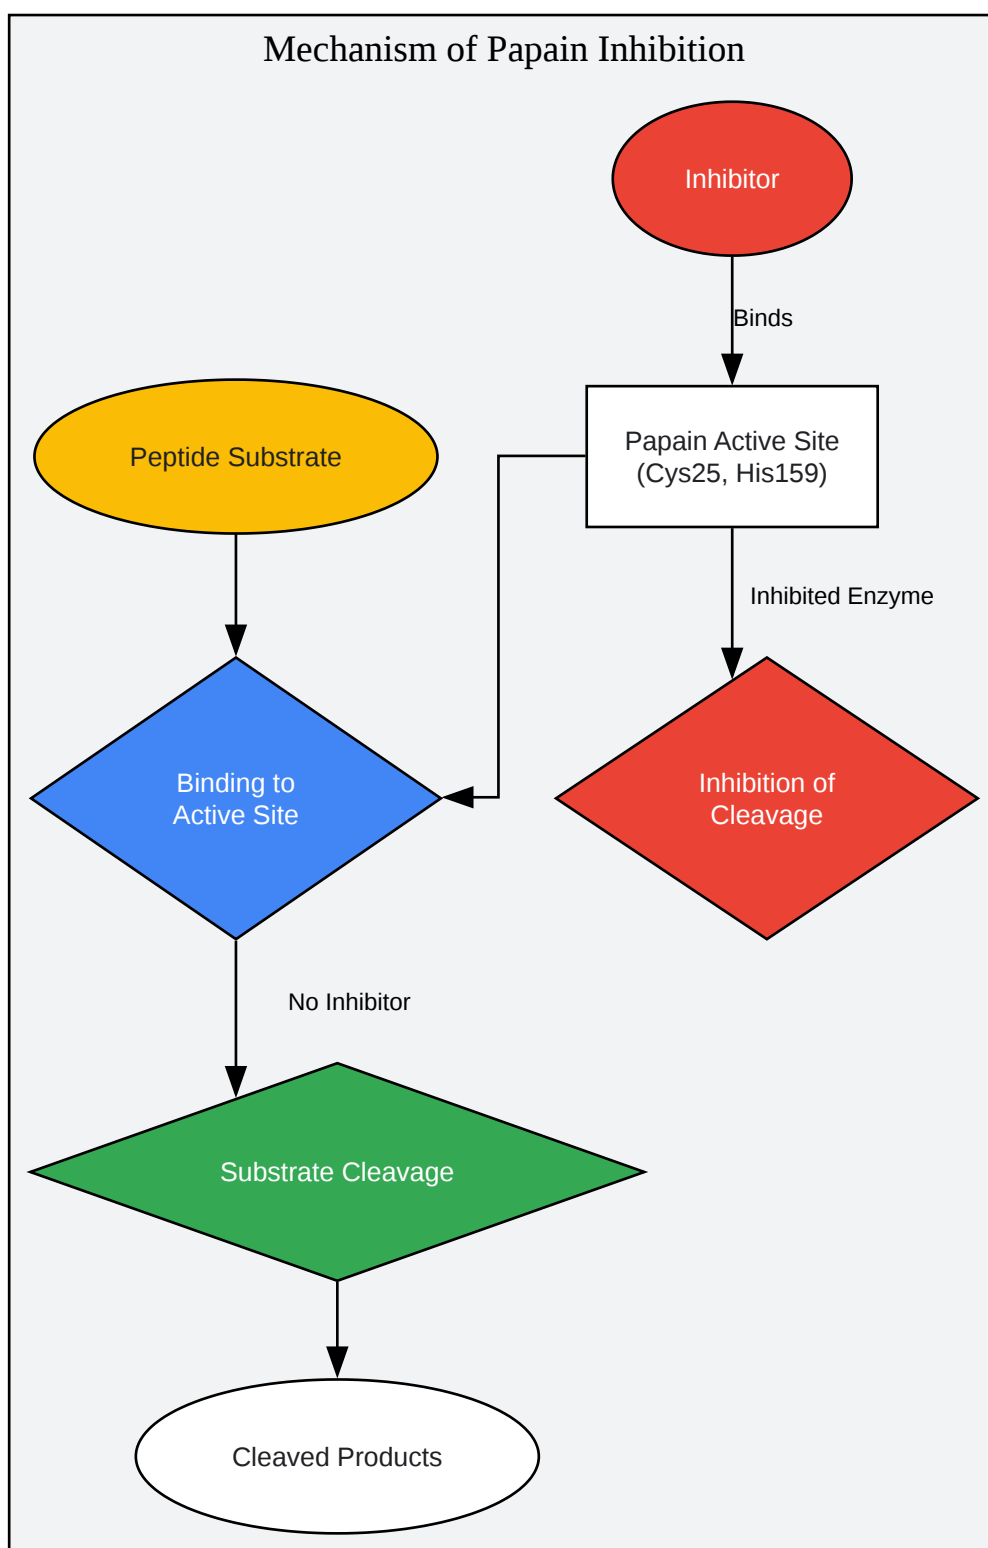 Mechanism of Papain Inhibition
Inhibitor
Binds
Peptide Substrate
Papain Active Site
(Cys25, His159)
Inhibited Enzyme
Binding to
Active Site
Inhibition of
Cleavage
No Inhibitor
Substrate Cleavage
Cleaved Products